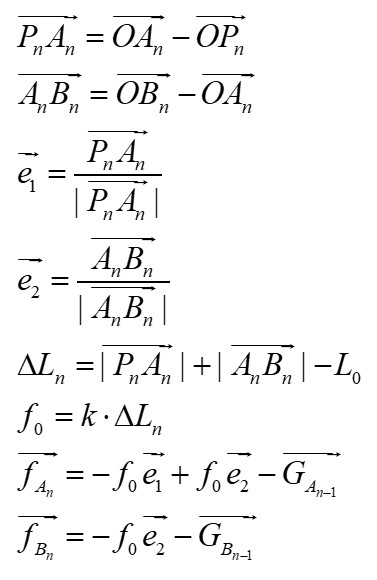 $\overrightarrow{P_nA_n} = \overrightarrow{OA_n} - \overrightarrow{OP_n}$
$\overrightarrow{A_nB_n} = \overrightarrow{OB_n} - \overrightarrow{OA_n}$
$\overrightarrow{e_1} = \dfrac{\overrightarrow{P_nA_n}}{|\overrightarrow{P_nA_n}|}$
$\overrightarrow{e_2} = \dfrac{\overrightarrow{A_nB_n}}{|\overrightarrow{A_nB_n}|}$
$\Delta L_n = |\overrightarrow{P_nA_n}| + |\overrightarrow{A_nB_n}| - L_0$
$f_0 = k \cdot \Delta L_n$
$\overrightarrow{f_{A_n}} = -f_0\overrightarrow{e_1} + f_0\overrightarrow{e_2} - \overrightarrow{G_{A_{n-1}}}$
$\overrightarrow{f_{B_n}} = -f_0\overrightarrow{e_2} - \overrightarrow{G_{B_{n-1}}}$